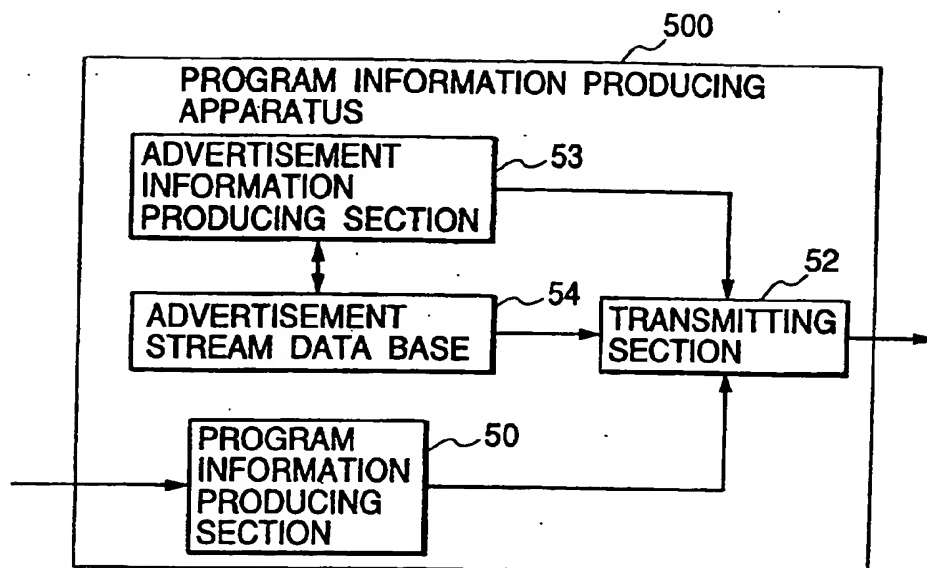 500
PROGRAM INFORMATION PRODUCING
APPARATUS
ADVERTISEMENT
INFORMATION
PRODUCING SECTION
53
ADVERTISEMENT
STREAM DATA BASE
54
TRANSMITTING
SECTION
52
PROGRAM
INFORMATION
PRODUCING
SECTION
50